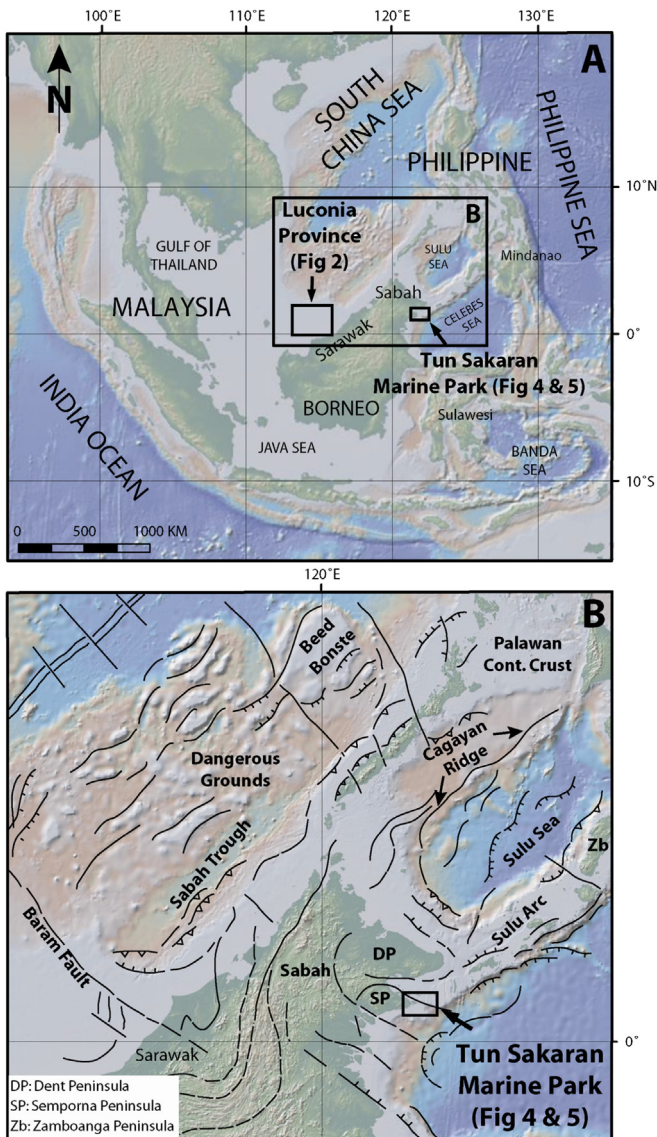 100°E
110°E
120°E
130°E
A
N
SOUTH
CHINA SEA
PHILIPPINE
PHILIPPINE SEA
10°N
Luconia
Province
(Fig 2)
B
GULF OF
THAILAND
SULU
SEA
Mindanao
MALAYSIA
Sabah
CELEBES
SEA
Sarawak
0°
Tun Sakaran
Marine Park (Fig 4 & 5)
BORNEO
Sulawesi
INDIA OCEAN
JAVA SEA
BANDA
SEA
10°S
0
500
1000 KM
120°E
B
Beed
Bonste
Palawan
Cont. Crust
Dangerous
Grounds
Cagayan
Ridge
Sabah Trough
Sulu Sea
Zb
Baram Fault
Sulu Arc
DP
Sabah
SP
Sarawak
0°
Tun Sakaran
Marine Park
(Fig 4 & 5)
DP: Dent Peninsula
SP: Semporna Peninsula
Zb: Zamboanga Peninsula